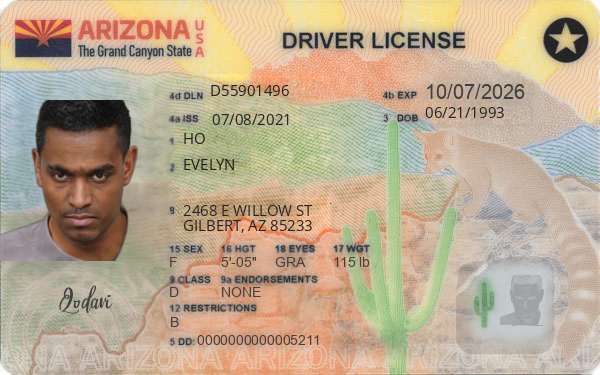 ARIZONA USA
The Grand Canyon State
DRIVER LICENSE
4d DLN D55901496
4b EXP 10/07/2026
4a ISS 07/08/2021
3 DOB 06/21/1993
1 HO
2 EVELYN
8 2468 E WILLOW ST
GILBERT, AZ 85233
15 SEX 16 HGT 18 EYES 17 WGT
F 5'-05" GRA 115 lb
9 CLASS 9a ENDORSEMENTS
D NONE
12 RESTRICTIONS
B
5 DD: 0000000000005211
Qodavi
ARIZONA ARIZONA ARIZONA ARIZONA